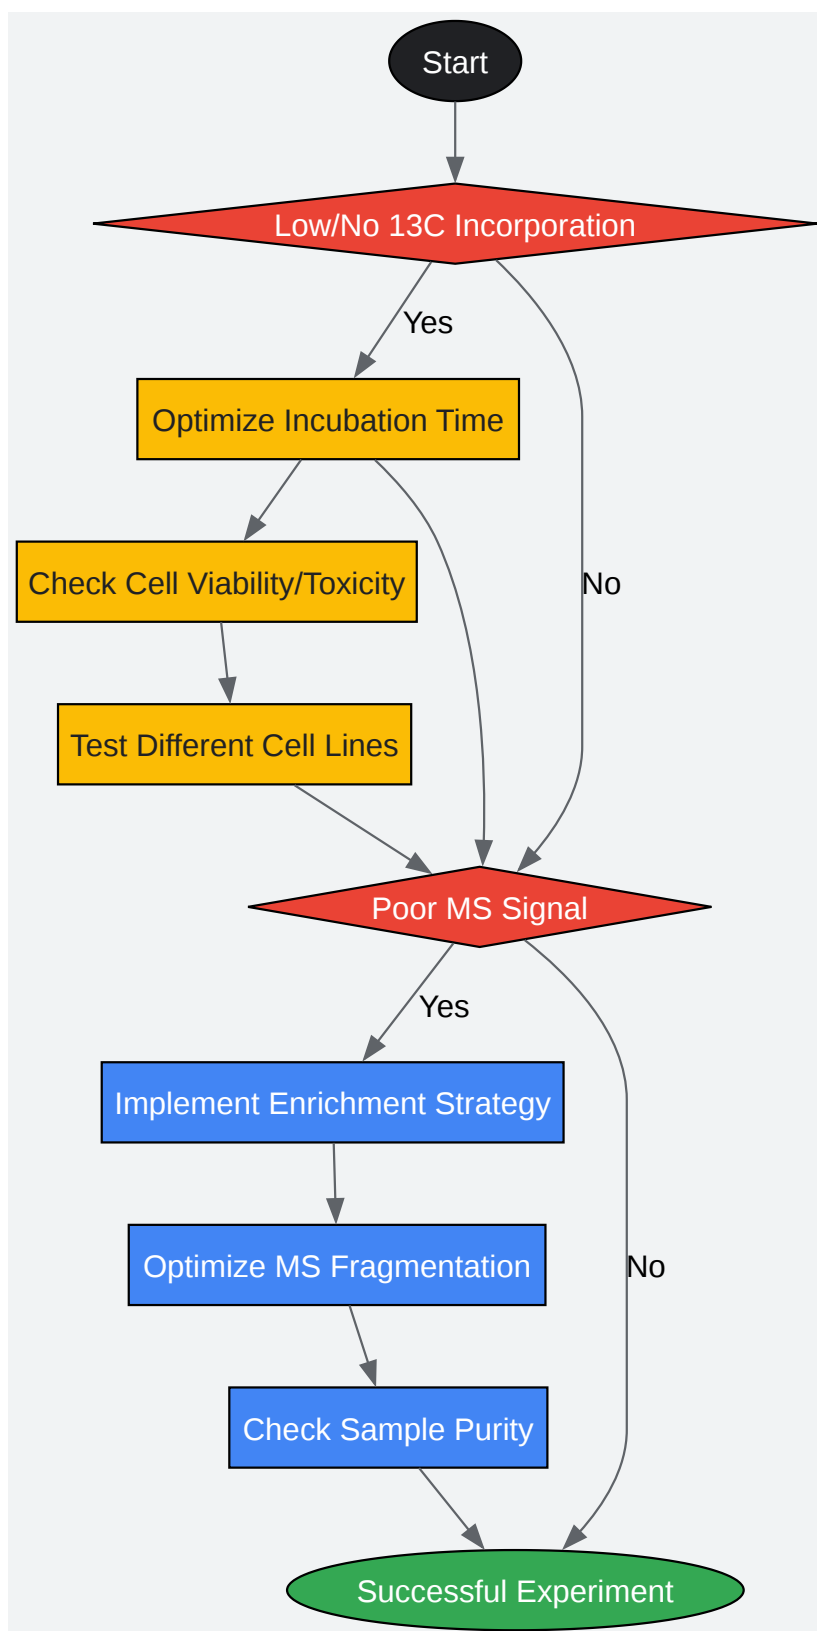 Start
Low/No 13C Incorporation
Yes
Optimize Incubation Time
Check Cell Viability/Toxicity
No
Test Different Cell Lines
Poor MS Signal
Yes
Implement Enrichment Strategy
Optimize MS Fragmentation
No
Check Sample Purity
Successful Experiment